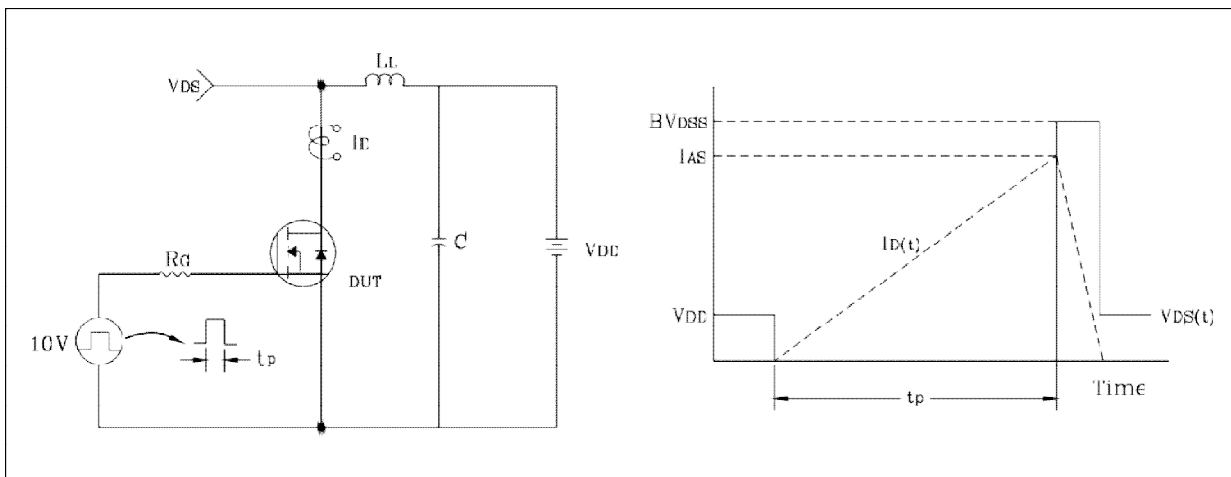 LL
VDS
ID
RG
DUT
C
VDD
10V
tp
BVDSS
IAS
ID(t)
VDD
VDS(t)
tp
Time